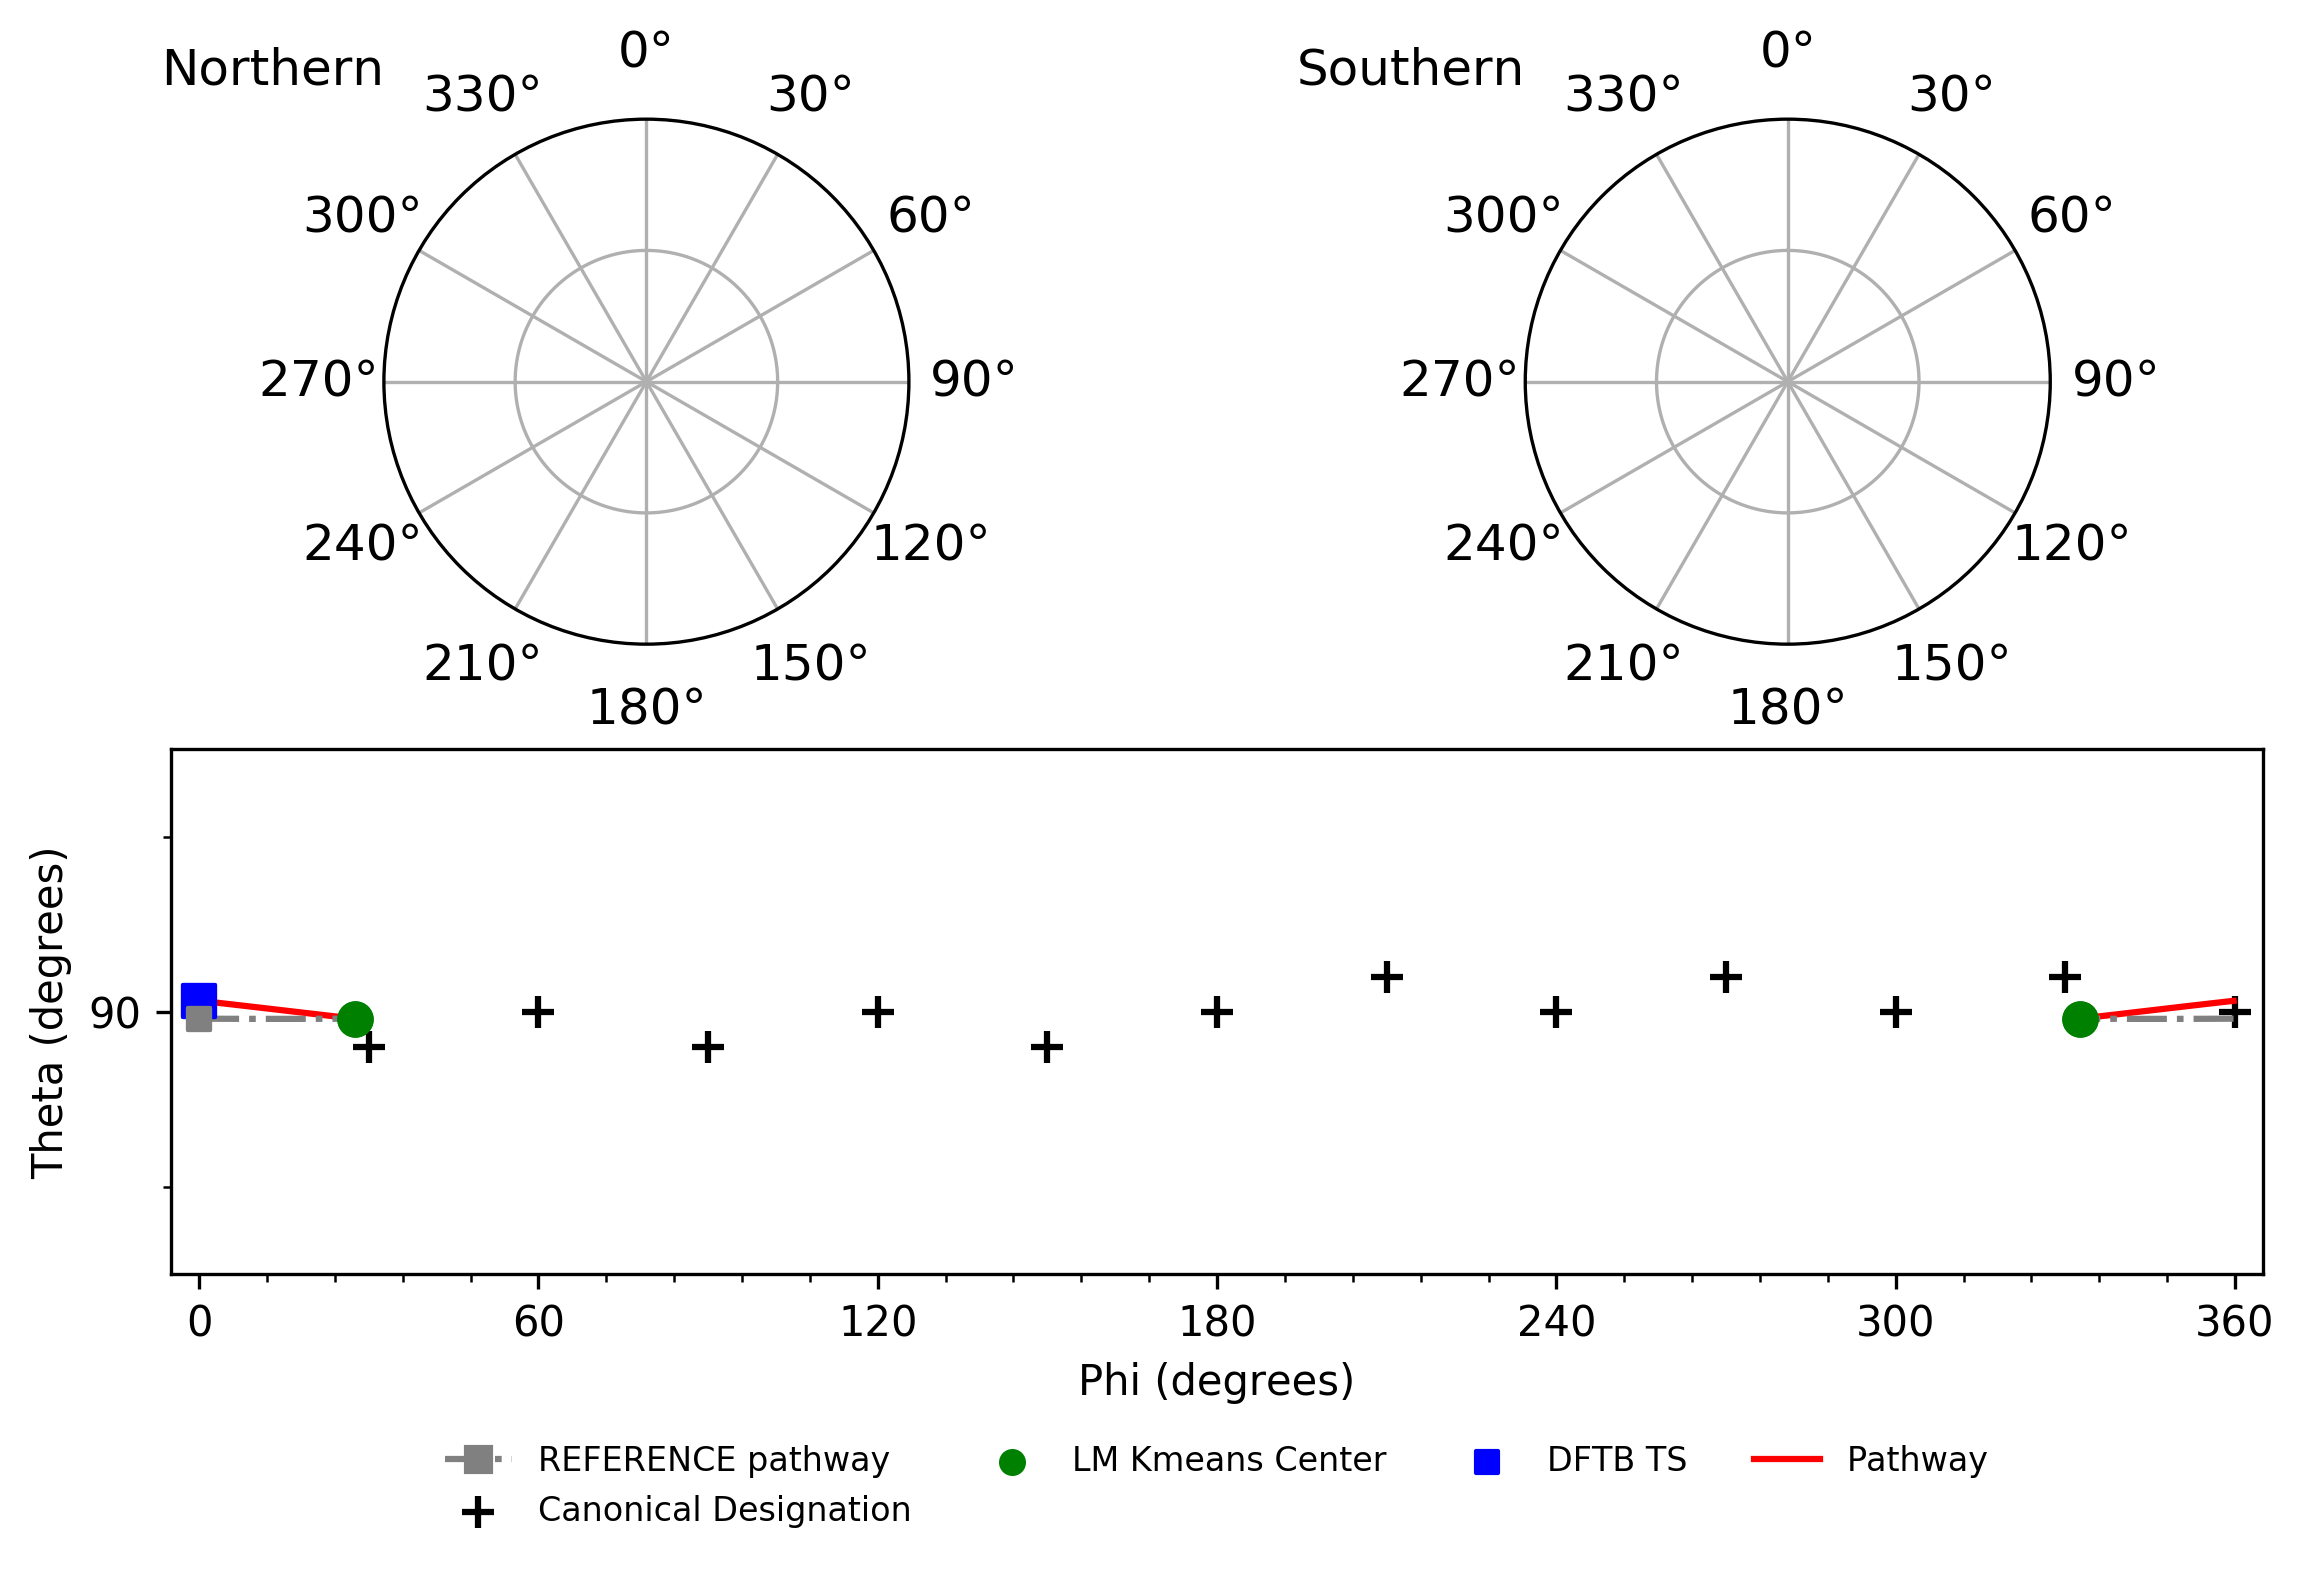 Northern
0°
30°
60°
90°
120°
150°
180°
210°
240°
270°
300°
330°
Southern
0°
30°
60°
90°
120°
150°
180°
210°
240°
270°
300°
330°
Theta (degrees)
90
0 60 120 180 240 300 360
Phi (degrees)
REFERENCE pathway
Canonical Designation
LM Kmeans Center
DFTB TS
Pathway